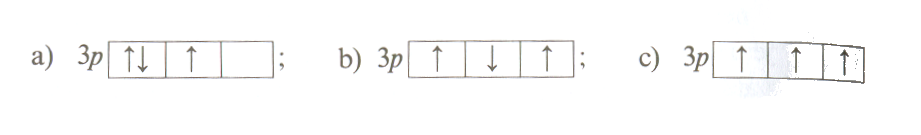 a) 3p ↑↓ ↑ ; b) 3p ↑ ↓ ↑ ; c) 3p ↑ ↑ ↑